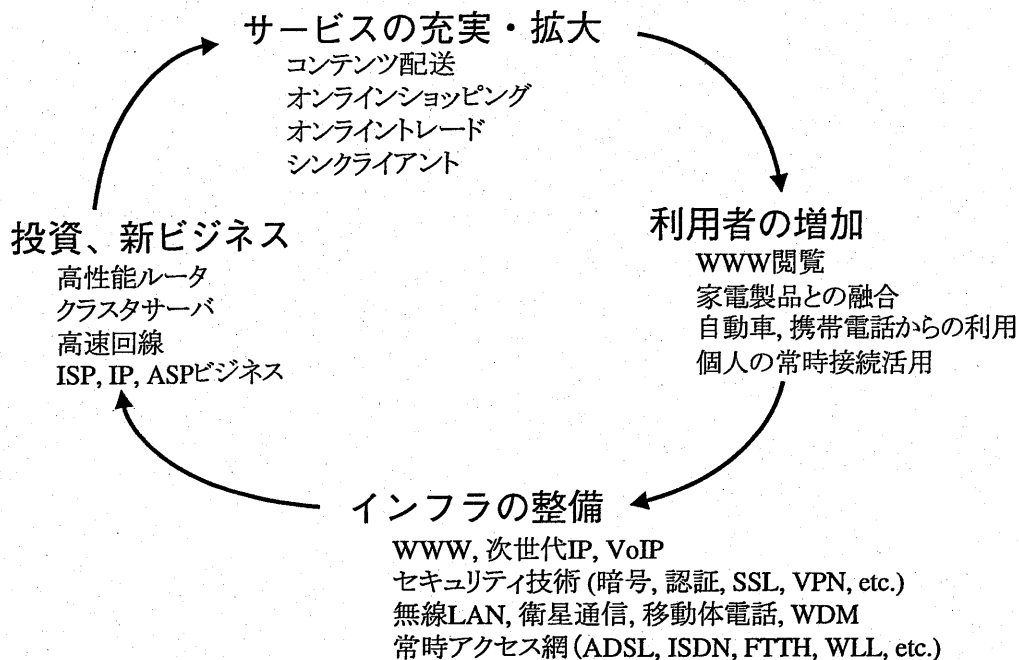 サービスの充実・拡大
コンテンツ配送
オンラインショッピング
オンライントレード
シンクライアント
利用者の増加
WWW閲覧
家電製品との融合
自動車, 携帯電話からの利用
個人の常時接続活用
インフラの整備
WWW, 次世代IP, VoIP
セキュリティ技術 (暗号, 認証, SSL, VPN, etc.)
無線LAN, 衛星通信, 移動体電話, WDM
常時アクセス網 (ADSL, ISDN, FTTH, WLL, etc.)
投資、新ビジネス
高性能ルータ
クラスタサーバ
高速回線
ISP, IP, ASPビジネス